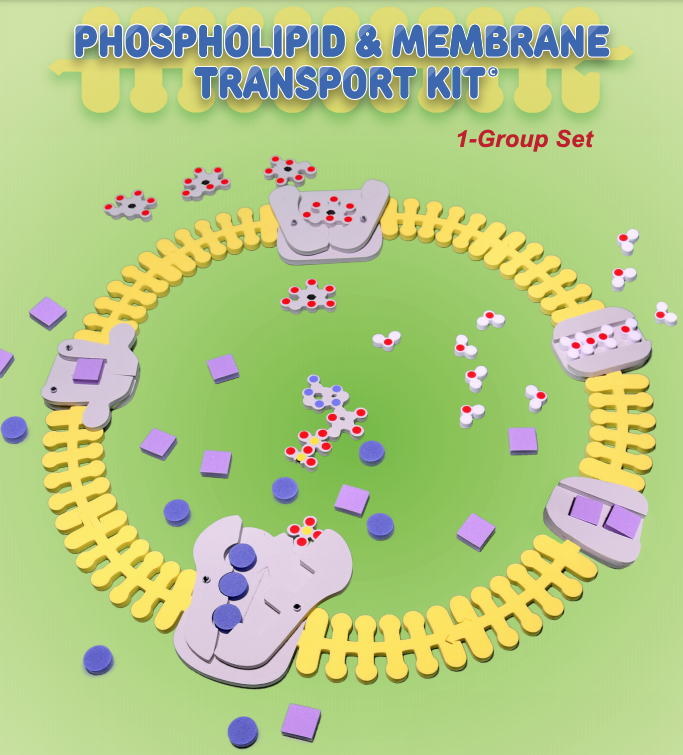 PHOSPHOLIPID & MEMBRANE
TRANSPORT KIT©
1-Group Set